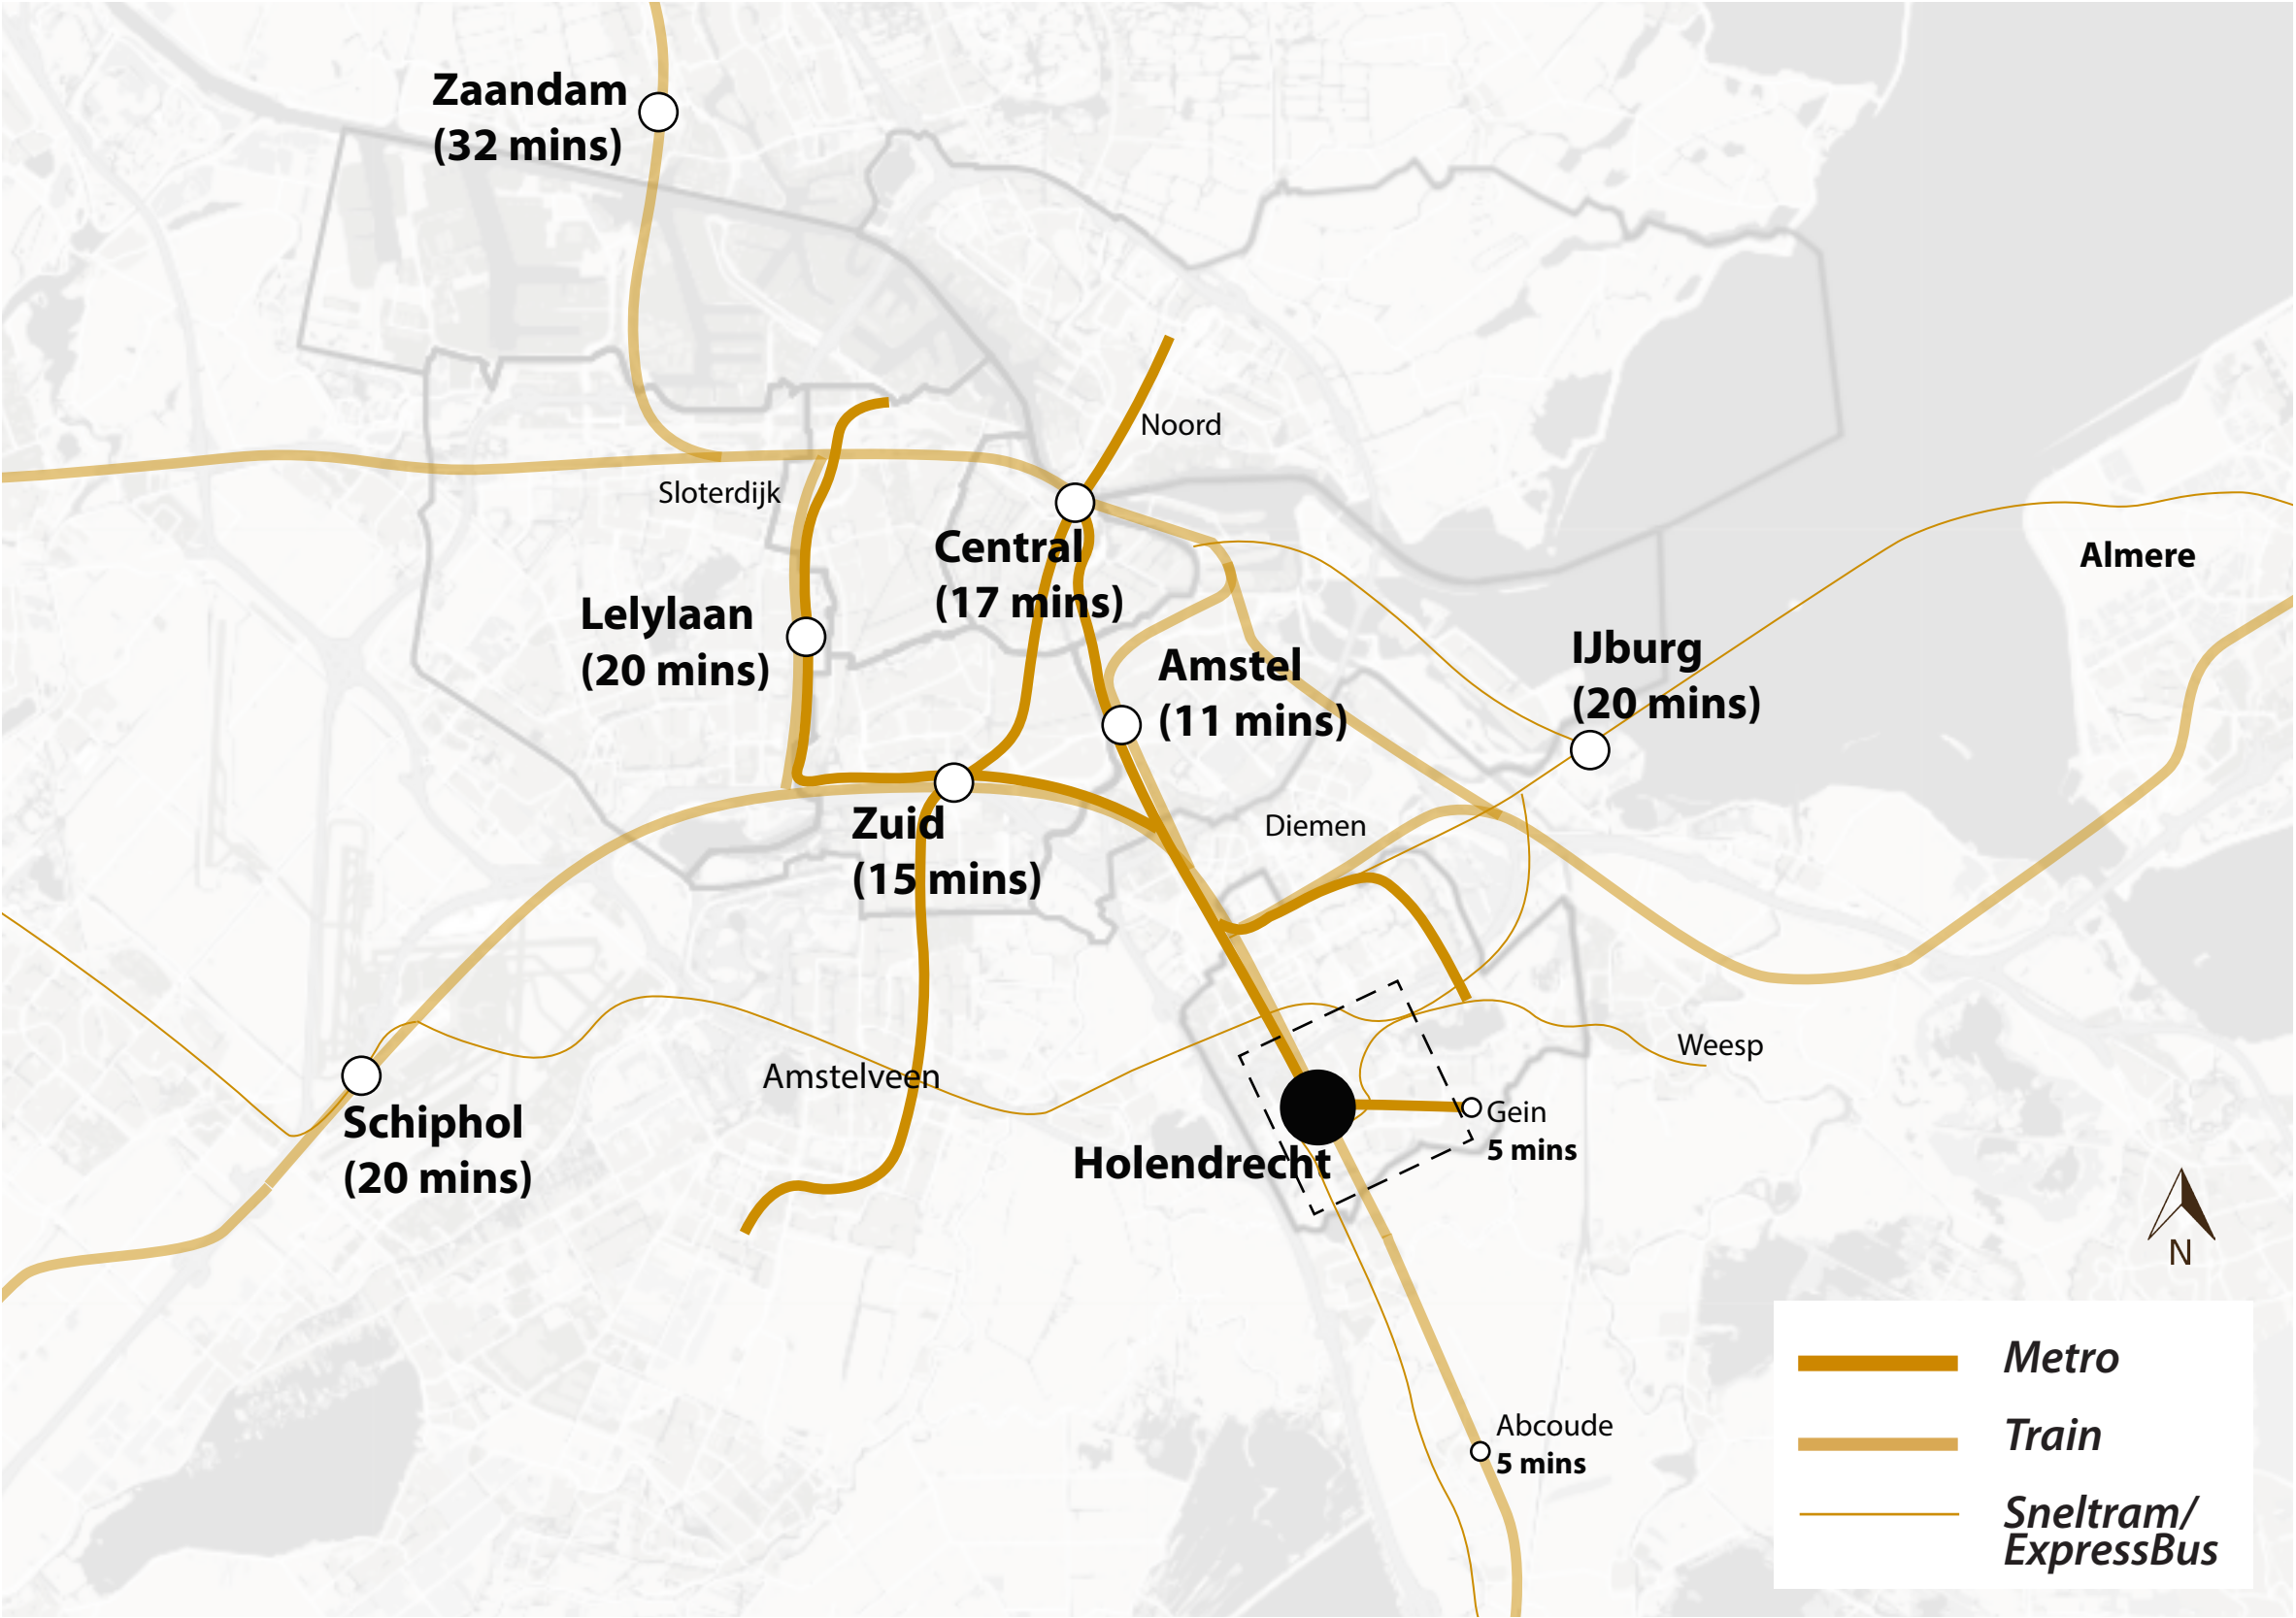 Zaandam
(32 mins)
Noord
Sloterdijk
Central
(17 mins)
Almere
Lelylaan
(20 mins)
Amstel
(11 mins)
IJburg
(20 mins)
Zuid
(15 mins)
Diemen
Weesp
Amstelveen
Schiphol
(20 mins)
Gein
5 mins
Holendrecht
N
Abcoude
5 mins
Metro
Train
Sneltram/
ExpressBus